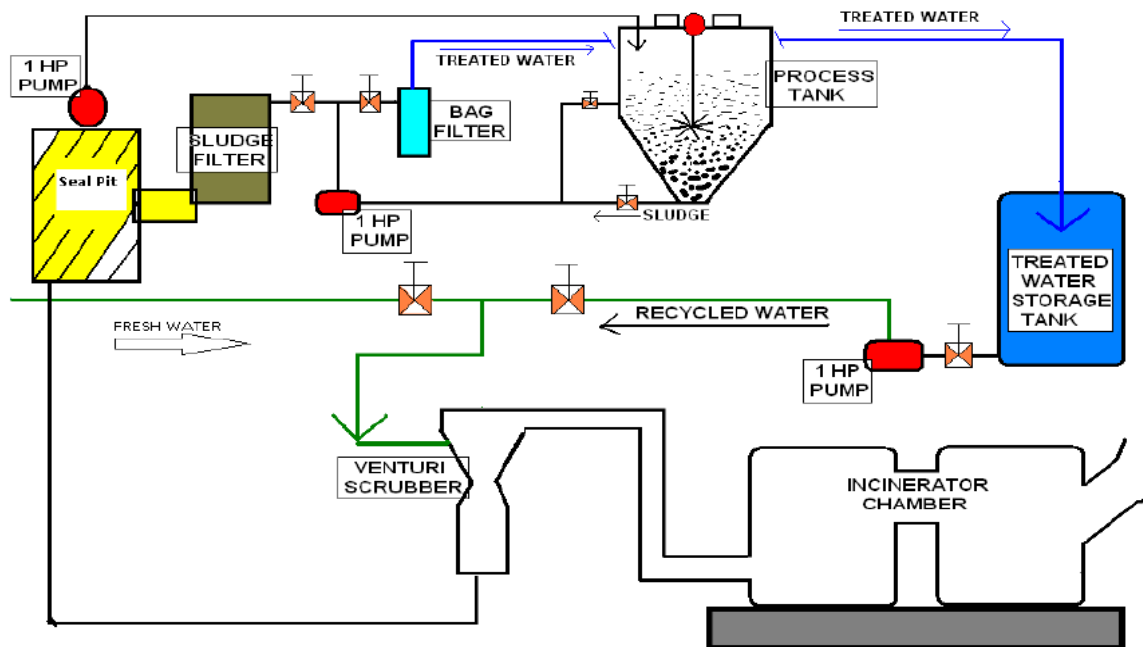 TREATED WATER
1 HP
PUMP
TREATED WATER
PROCESS
TANK
BAG
FILTER
SLUDGE
FILTER
Seal Pit
SLUDGE
1 HP
PUMP
TREATED
WATER
STORAGE
TANK
RECYCLED WATER
FRESH WATER
1 HP
PUMP
VENTURI
SCRUBBER
INCINERATOR
CHAMBER